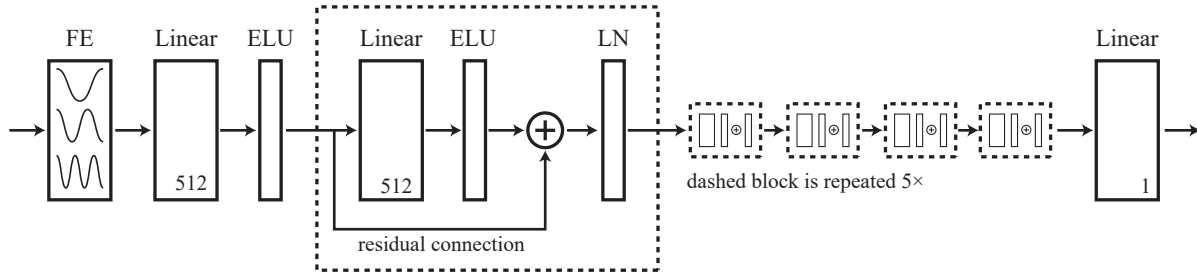 FE Linear ELU Linear ELU LN Linear
512 512 1
dashed block is repeated 5×
residual connection